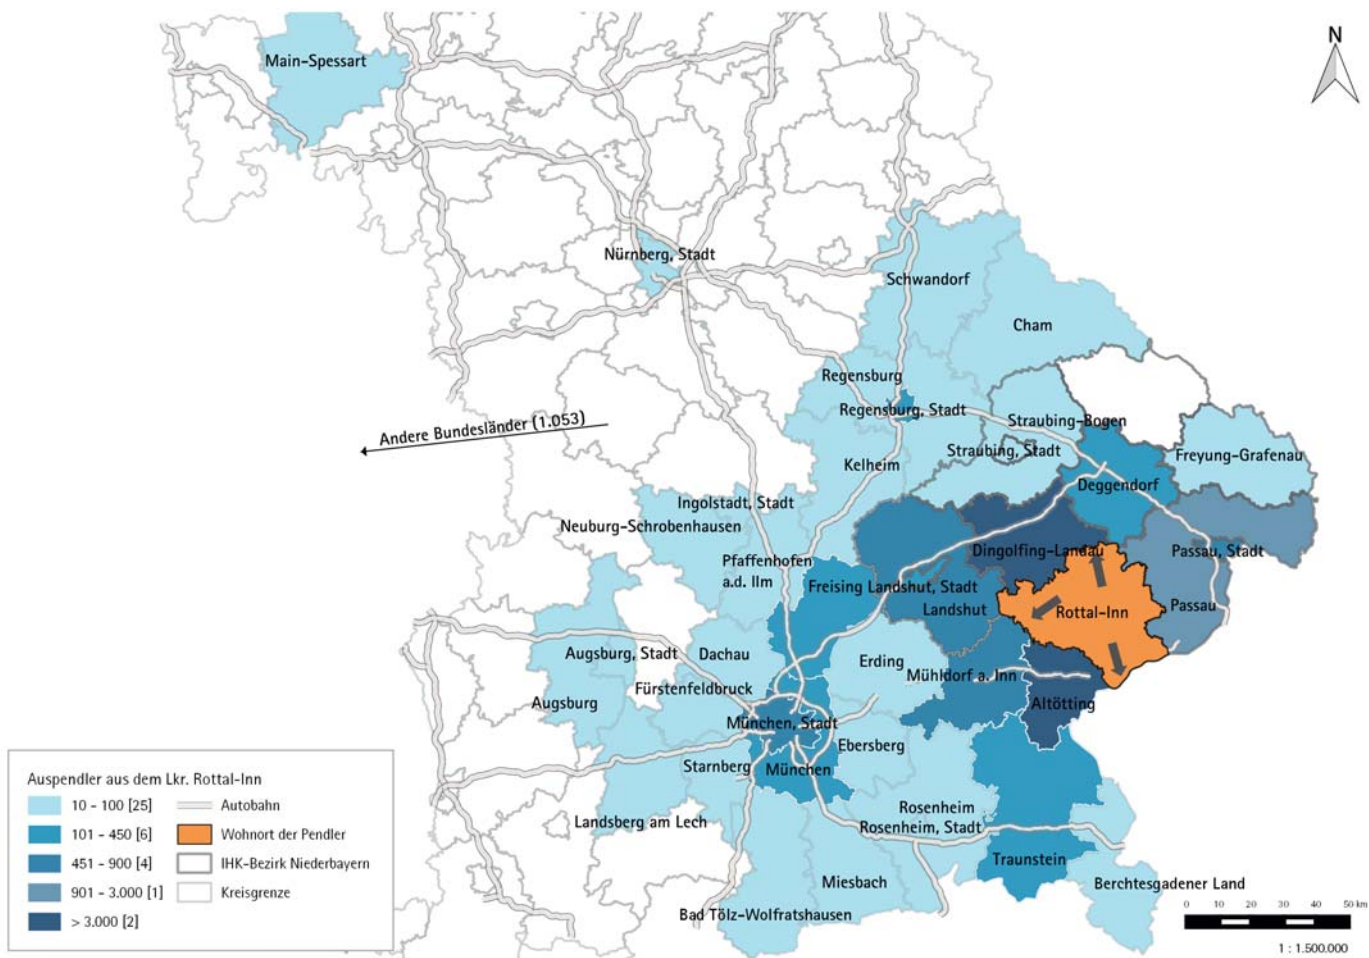 N
Main-Spessart
Nürnberg, Stadt
Schwandorf
Cham
Regensburg
Regensburg, Stadt
Straubing-Bogen
Andere Bundesländer (1.053)
Straubing, Stadt
Freyung-Grafenau
Kelheim
Deggendorf
Ingolstadt, Stadt
Neuburg-Schrobenhausen
Dingolfing-Landau
Passau, Stadt
Pfaffenhofen
a.d. Ilm
Freising
Landshut, Stadt
Landshut
Rottal-Inn
Passau
Augsburg, Stadt
Dachau
Erding
Mühldorf a. Inn
Fürstenfeldbruck
Augsburg
Altötting
München, Stadt
Ebersberg
Starnberg
München
Rosenheim
Landsberg am Lech
Rosenheim, Stadt
Traunstein
Miesbach
Berchtesgadener Land
Bad Tölz-Wolfratshausen
Auspendler aus dem Lkr. Rottal-Inn
10 - 100 [25]
101 - 450 [6]
451 - 900 [4]
901 - 3.000 [1]
> 3.000 [2]
Autobahn
Wohnort der Pendler
IHK-Bezirk Niederbayern
Kreisgrenze
0 10 20 30 40 50 km
1 : 1.500.000